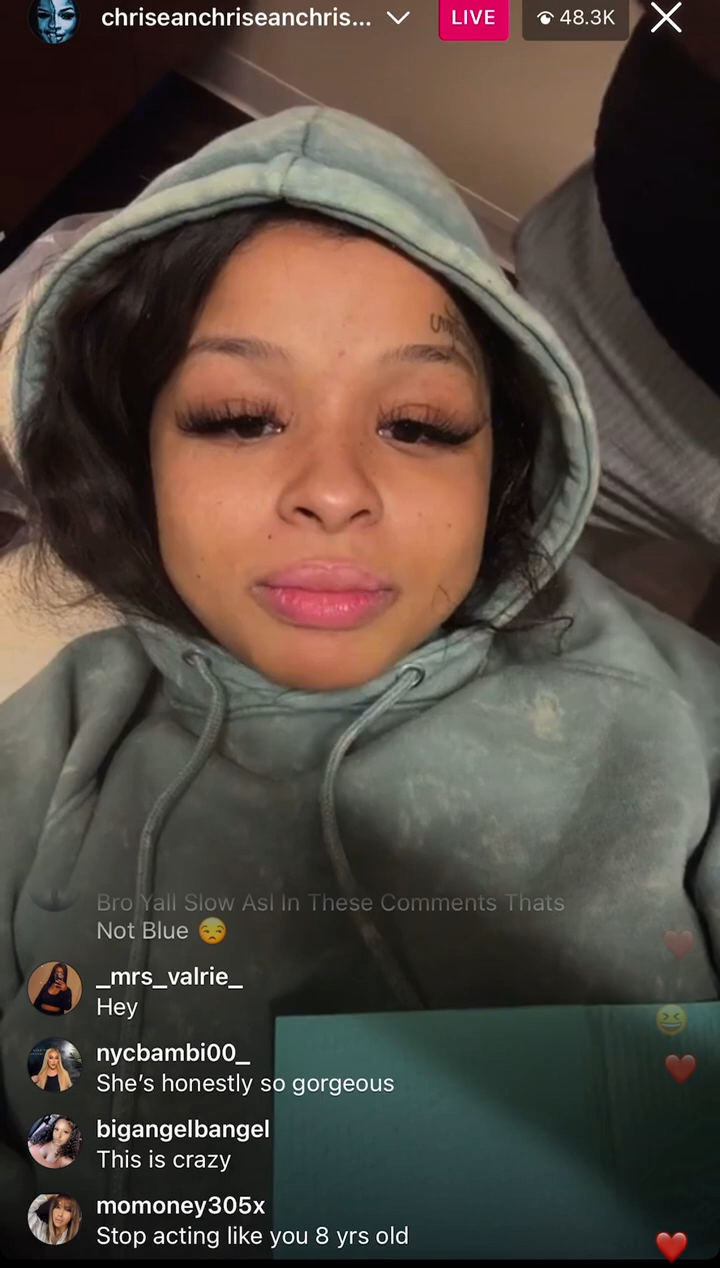 chriseanchriseanchris...
LIVE
48.3K
Bro Yall Slow Asl In These Comments Thats
Not Blue 😒
_mrs_valrie_
Hey
nycbambi00_
She’s honestly so gorgeous
bigangelbangel
This is crazy
momoney305x
Stop acting like you 8 yrs old